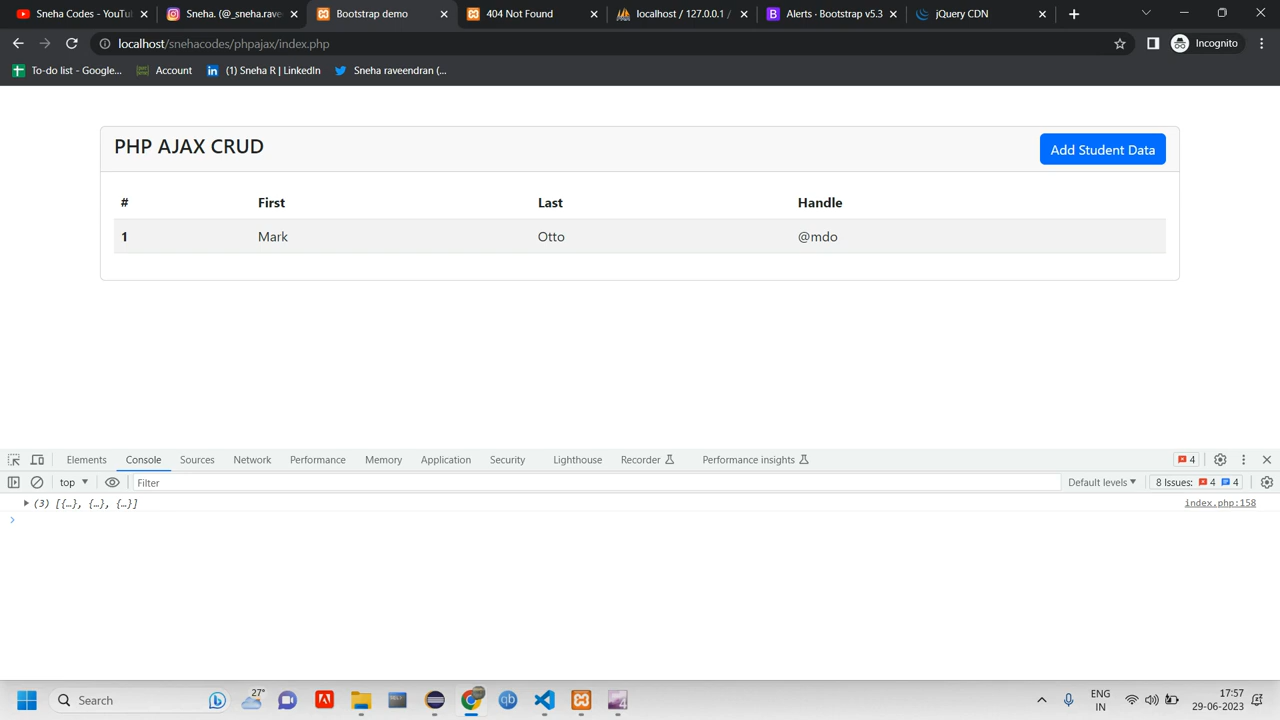 Sneha Codes - YouTu
Sneha. (@_sneha.rave
Bootstrap demo
404 Not Found
localhost / 127.0.0.1 /
Alerts · Bootstrap v5.3
jQuery CDN
localhost/snehacodes/phpajax/index.php
Incognito
To-do list - Google...
Account
(1) Sneha R | LinkedIn
Sneha raveendran (...
PHP AJAX CRUD
Add Student Data
# First Last Handle
1 Mark Otto @mdo
Elements Console Sources Network Performance Memory Application Security Lighthouse Recorder Performance insights 4
top Filter Default levels 8 Issues: 4 4
(3) [{…}, {…}, {…}] index.php:158
Search
27°
ENG
IN
17:57
29-06-2023